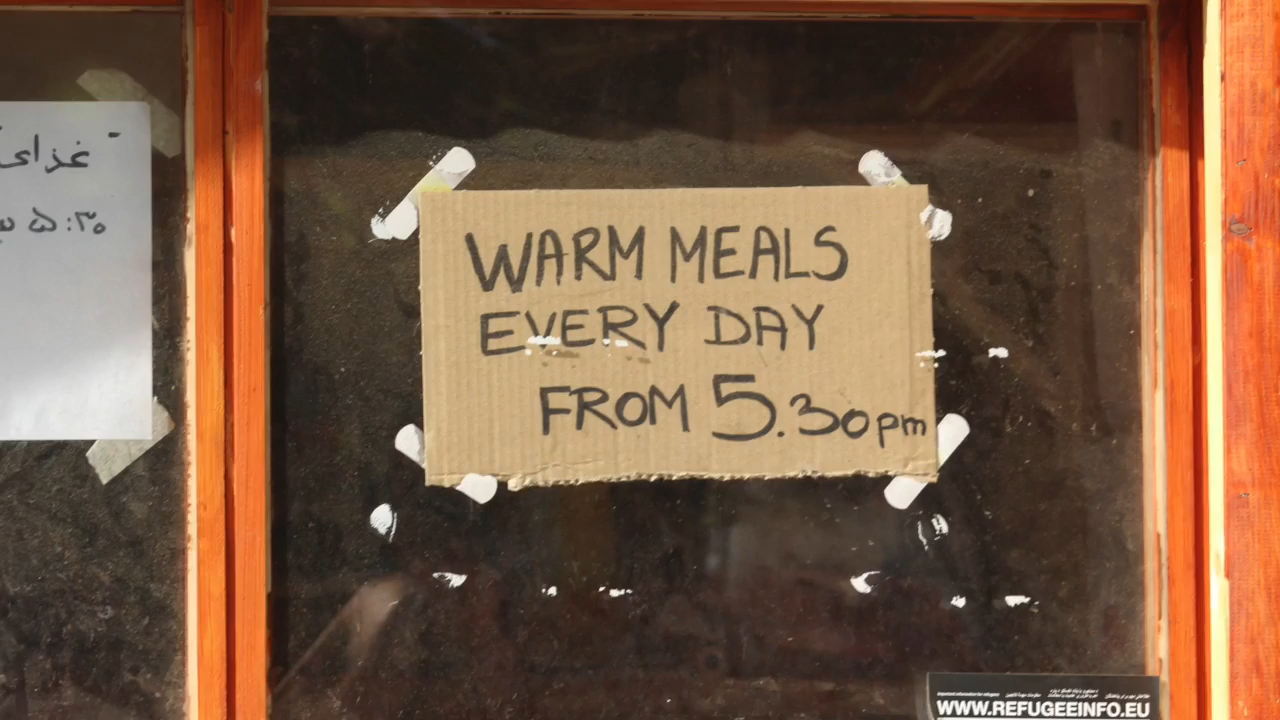 غذای
۵:۳۰
WARM MEALS
EVERY DAY
FROM 5.30pm
WWW.REFUGEEINFO.EU